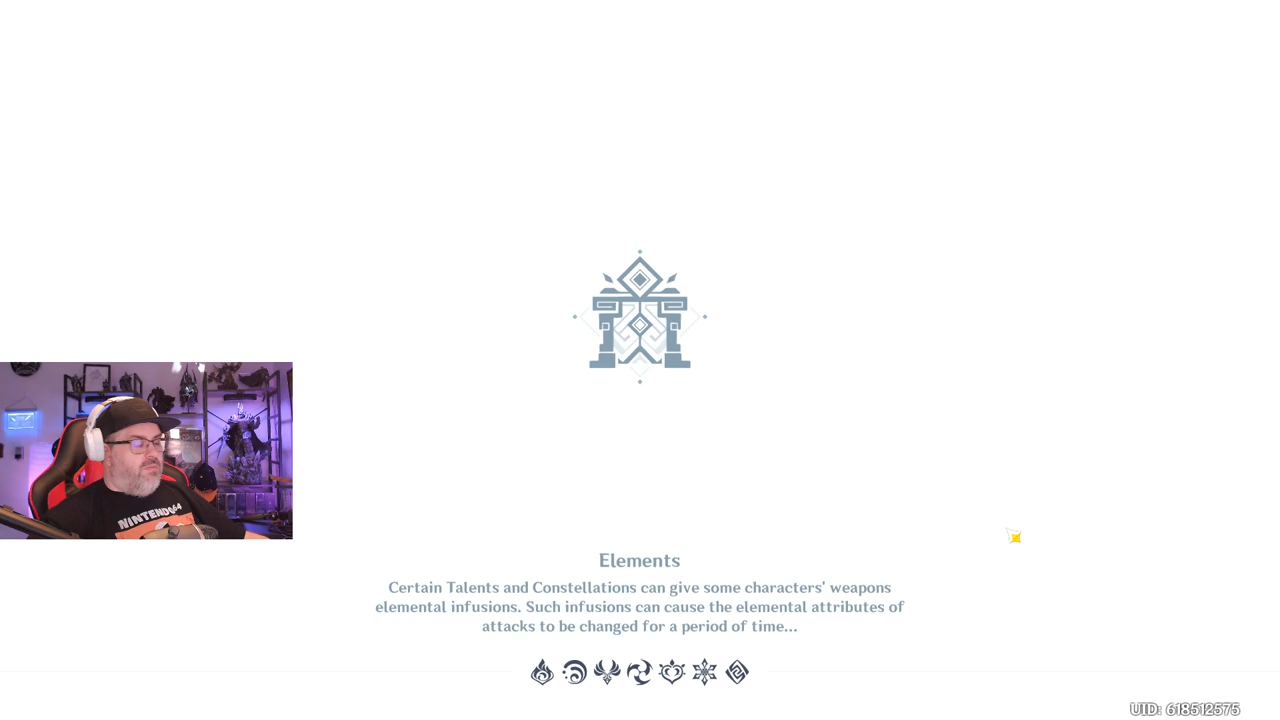 NINTENDO64
Elements
Certain Talents and Constellations can give some characters' weapons
elemental infusions. Such infusions can cause the elemental attributes of
attacks to be changed for a period of time...
UID: 618512575